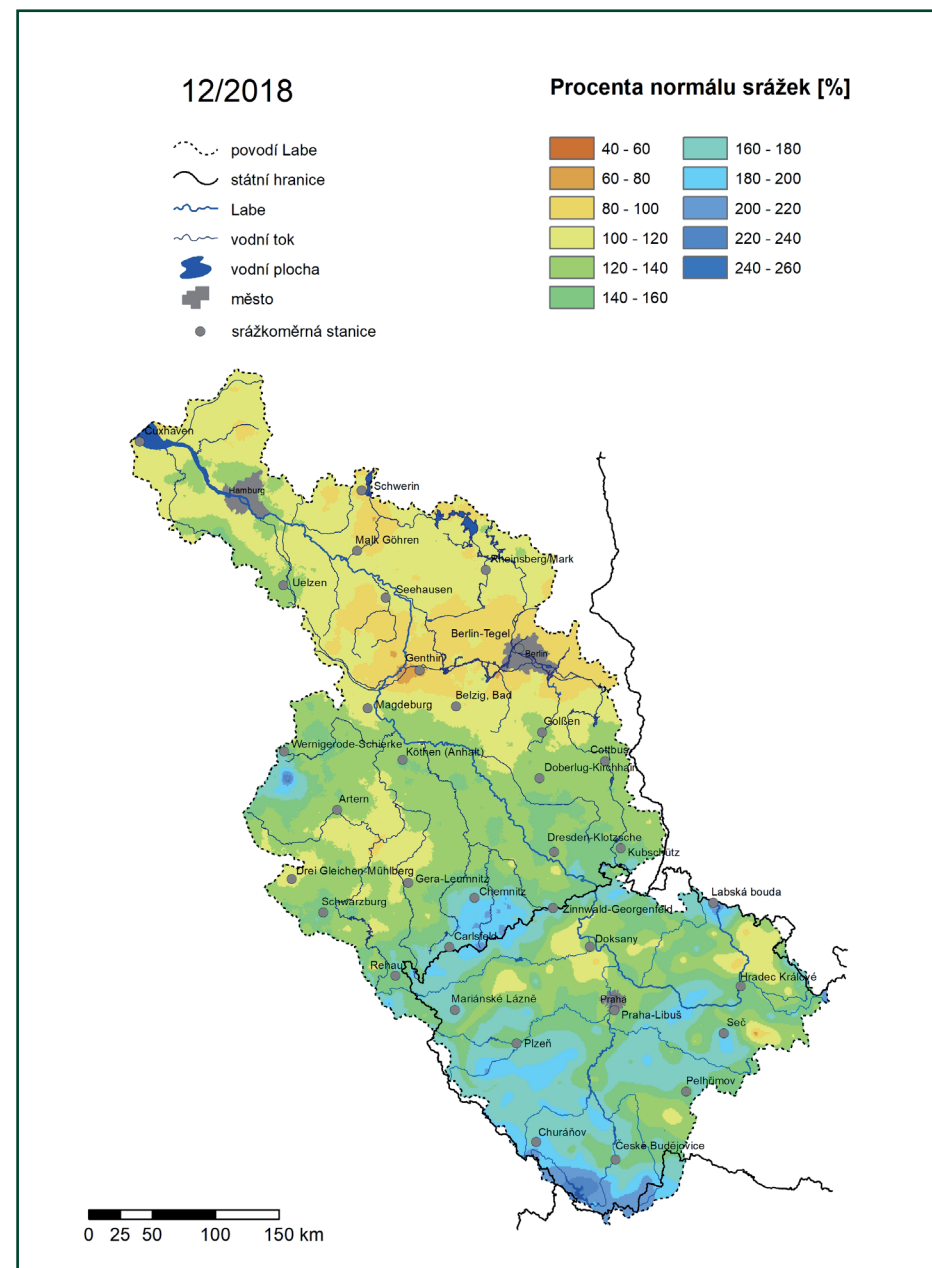 12/2018
povodí Labe
státní hranice
Labe
vodní tok
vodní plocha
město
srážkoměrná stanice
Procenta normálu srážek [%]
40 - 60
60 - 80
80 - 100
100 - 120
120 - 140
140 - 160
160 - 180
180 - 200
200 - 220
220 - 240
240 - 260
Cuxhaven
Hamburg
Schwerin
Malk Göhren
Rheinsberg/Mark
Uelzen
Seehausen
Berlin-Tegel
Berlin
Genthin
Magdeburg
Belzig, Bad
Golßen
Wernigerode-Schierke
Köthen (Anhalt)
Cottbus
Doberlug-Kirchhain
Artern
Dresden-Klotzsche
Kubschütz
Drei Gleichen-Mühlberg
Gera-Leumnitz
Chemnitz
Labská bouda
Schwarzburg
Zinnwald-Georgenfeld
Carlsfeld
Doksany
Rehau
Hradec Králové
Mariánské Lázně
Praha
Praha-Libuš
Seč
Plzeň
Pelhřimov
Churáňov
České Budějovice
0 25 50 100 150 km